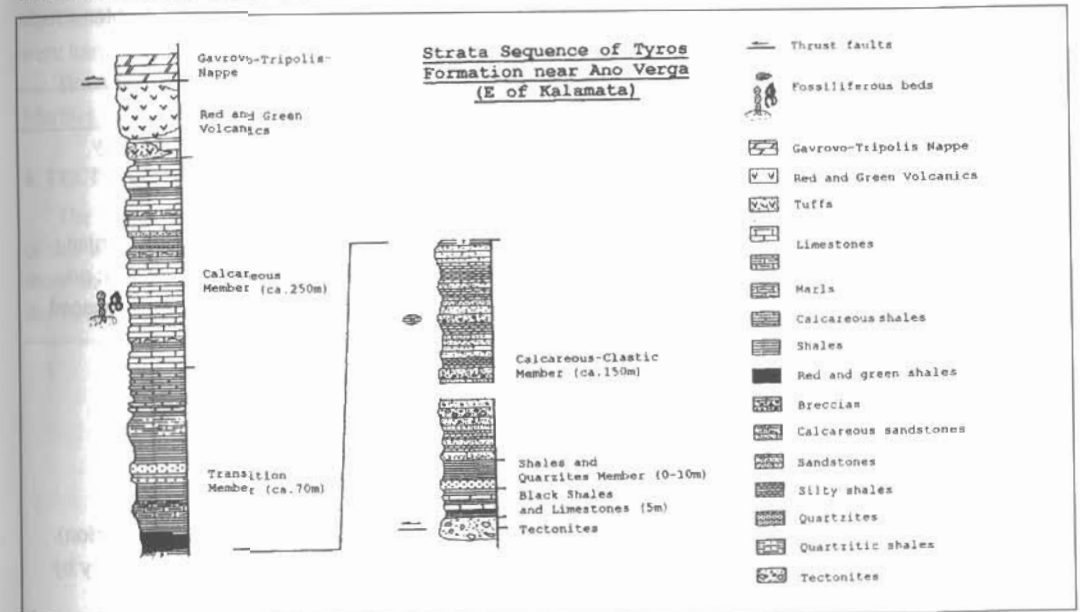 Strata Sequence of Tyros
Formation near Ano Verga
(E of Kalamata)
Gavrovo-Tripolis-
Nappe
Red and Green
Volcanics
Calcareous
Member (ca.250m)
Transition
Member (ca.70m)
Calcareous-Clastic
Member (ca.150m)
Shales and
Quarzites Member (0-10m)
Black Shales
and Limestones (5m)
Tectonites
Thrust faults
Fossiliferous beds
Gavrovo-Tripolis Nappe
Red and Green Volcanics
Tuffs
Limestones
Marls
Calcareous shales
Shales
Red and green shales
Breccias
Calcareous sandstones
Sandstones
Silty shales
Quartzites
Quartzitic shales
Tectonites